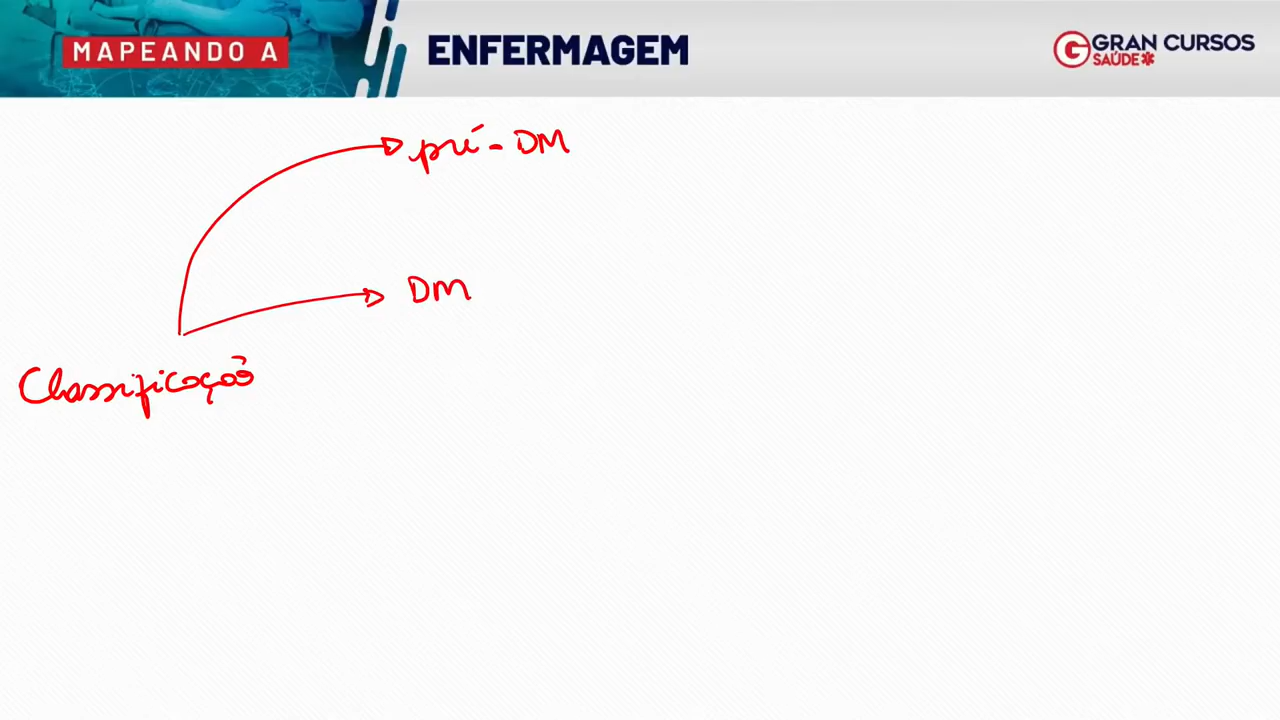 MAPEANDO A
ENFERMAGEM
GRAN CURSOS
SAÚDE
pré-DM
DM
Classificação